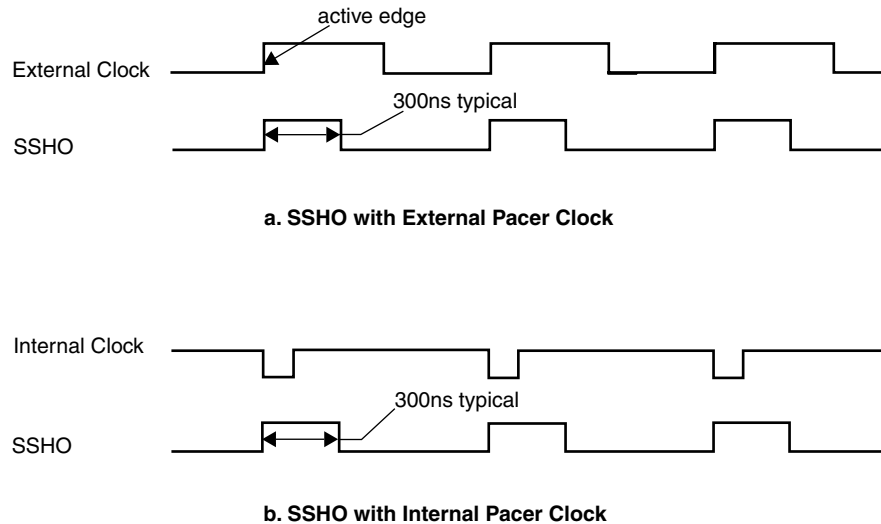 active edge
External Clock
300ns typical
SSHO
a. SSHO with External Pacer Clock
Internal Clock
300ns typical
SSHO
b. SSHO with Internal Pacer Clock